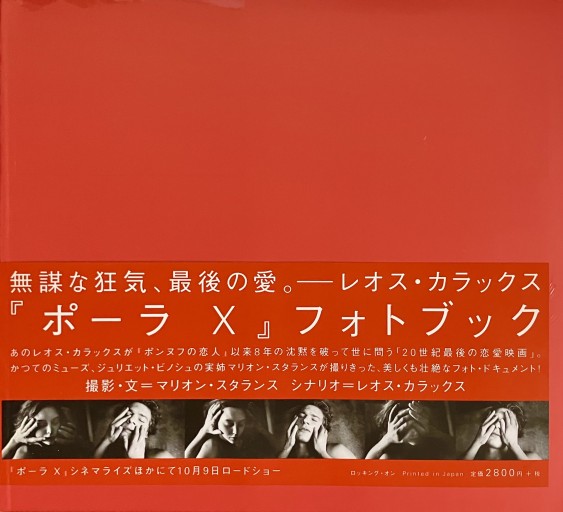 無謀な狂気、最後の愛。——レオス・カラックス
『ポーラ X』フォトブック
あのレオス・カラックスが『ポンヌフの恋人』以来8年の沈黙を破って世に問う「20世紀最後の恋愛映画」。
かつてのミューズ、ジュリエット・ビノシュの実姉マリオン・スタランスが撮りきった、美しくも壮絶なフォト・ドキュメント!
撮影・文=マリオン・スタランス シナリオ=レオス・カラックス
『ポーラ X』シネマライズほかにて10月9日ロードショー
ロッキング・オン Printed in Japan 定価2800円+税